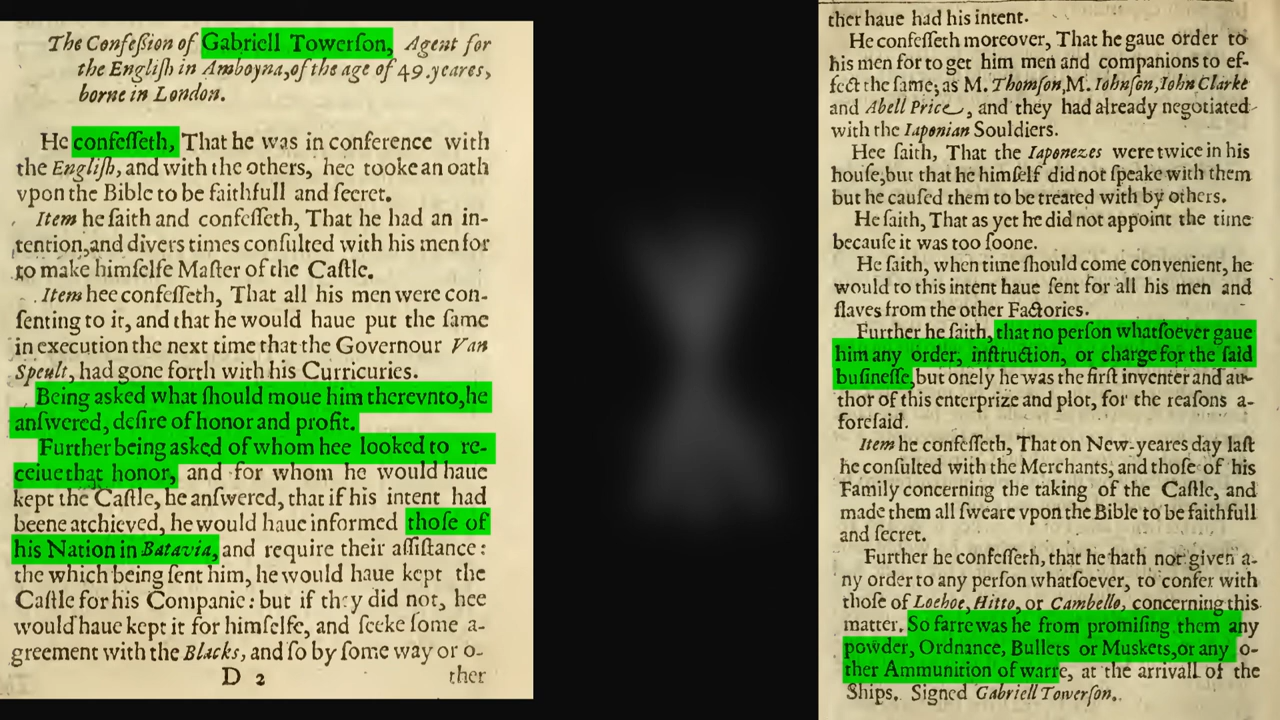 The Confeſsion of Gabriell Towerſon, Agent for
the Engliſh in Amboyna, of the age of 49. yeares,
borne in London.
He confeſſeth, That he was in conference with
the Engliſh, and with the others, hee tooke an oath
vpon the Bible to be faithfull and ſecret.
Item he ſaith and confeſſeth, That he had an in-
tention, and divers times conſulted with his men for
to make himſelfe Maſter of the Caſtle.
Item hee confeſſeth, That all his men were con-
ſenting to it, and that he would haue put the ſame
in execution the next time that the Governour Van
Speult, had gone forth with his Curricuries.
Being asked what ſhould moue him therevnto, he
anſwered, deſire of honor and profit.
Further being asked of whom hee looked to re-
ceiue that honor, and for whom he would haue
kept the Caſtle, he anſwered, that if his intent had
beene atchieved, he would haue informed thoſe of
his Nation in Batavia, and require their aſſiſtance:
the which being ſent him, he would haue kept the
Caſtle for his Companie: but if they did not, hee
would haue kept it for himſelfe, and ſeeke ſome a-
greement with the Blacks, and ſo by ſome way or o-
D 2 ther
ther haue had his intent.
He confeſſeth moreover, That he gaue order to
his men for to get him men and companions to ef-
fect the ſame; as M. Thomſon, M. Iohnſon, Iohn Clarke
and Abell Price, and they had already negotiated
with the Iaponian Souldiers.
Hee ſaith, That the Iaponezes were twice in his
houſe, but that he himſelf did not ſpeake with them
but he cauſed them to be treated with by others.
He ſaith, That as yet he did not appoint the time
becauſe it was too ſoone.
He ſaith, when time ſhould come convenient, he
would to this intent haue ſent for all his men and
ſlaves from the other Factories.
Further he ſaith, that no perſon whatſoever gaue
him any order, inſtruction, or charge for the ſaid
buſineſſe, but onely he was the firſt inventer and au-
thor of this enterprize and plot, for the reaſons a-
foreſaid.
Item he confeſſeth, That on New-yeares day laſt
he conſulted with the Merchants, and thoſe of his
Family concerning the taking of the Caſtle, and
made them all ſweare vpon the Bible to be faithfull
and ſecret.
Further he confeſſeth, that he hath not given a-
ny order to any perſon whatſoever, to confer with
thoſe of Loehoe, Hitto, or Cambello, concerning this
matter. So farre was he from promiſing them any
powder, Ordnance, Bullets or Muskets, or any o-
ther Ammunition of warre, at the arrivall of the
Ships. Signed Gabriell Towerſon.